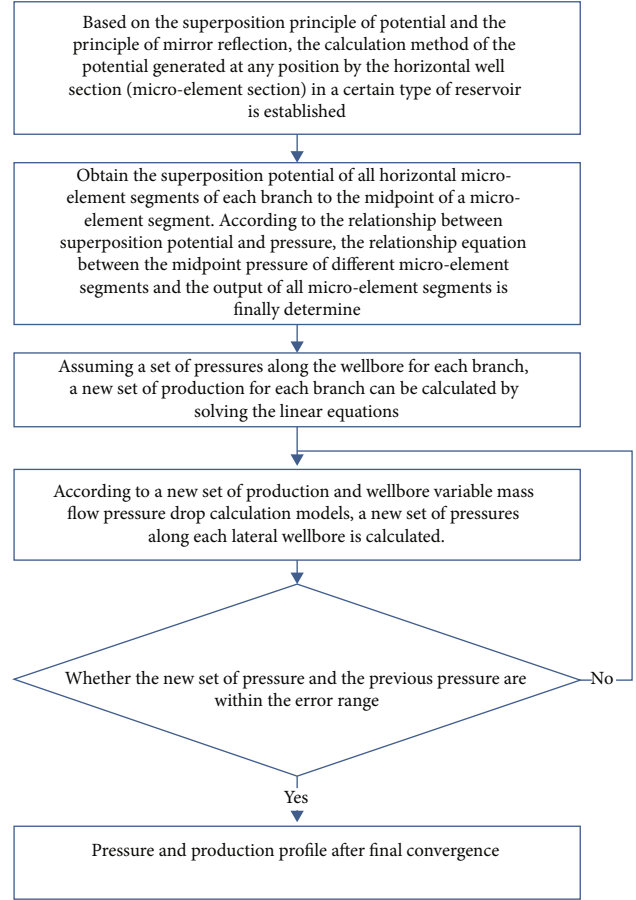 Based on the superposition principle of potential and the
principle of mirror reflection, the calculation method of the
potential generated at any position by the horizontal well
section (micro-element section) in a certain type of reservoir
is established
Obtain the superposition potential of all horizontal micro-
element segments of each branch to the midpoint of a micro-
element segment. According to the relationship between
superposition potential and pressure, the relationship equation
between the midpoint pressure of different micro-element
segments and the output of all micro-element segments is
finally determine
Assuming a set of pressures along the wellbore for each branch,
a new set of production for each branch can be calculated by
solving the linear equations
According to a new set of production and wellbore variable mass
flow pressure drop calculation models, a new set of pressures
along each lateral wellbore is calculated.
Whether the new set of pressure and the previous pressure are
within the error range
No
Yes
Pressure and production profile after final convergence